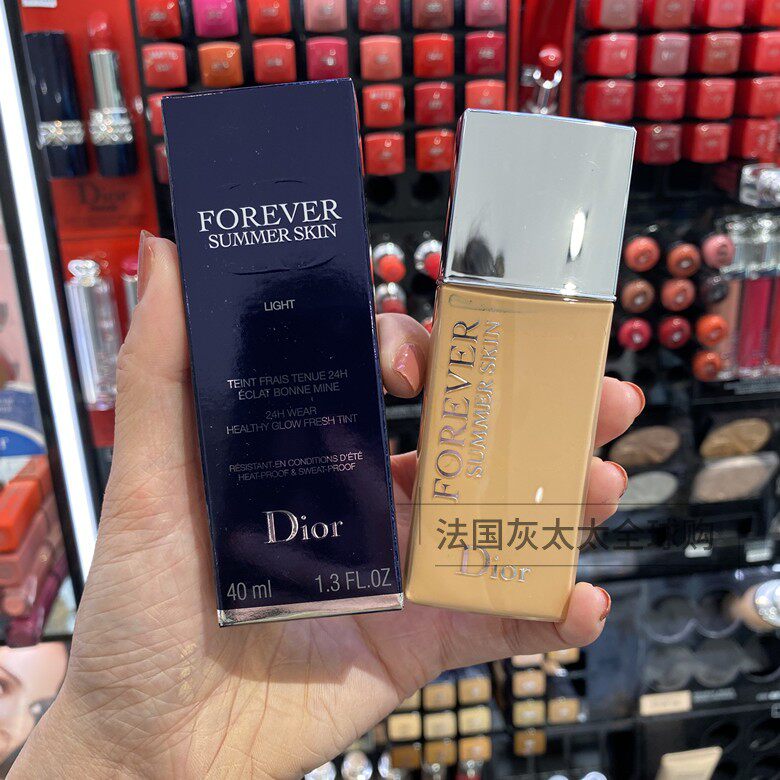 FOREVER
SUMMER SKIN
LIGHT
TEINT FRAIS TENUE 24H
ÉCLAT BONNE MINE
24H WEAR
HEALTHY GLOW FRESH TINT
RÉSISTANT EN CONDITIONS D'ÉTÉ
HEAT-PROOF & SWEAT-PROOF
Dior
40 ml 1.3 FL.OZ
FOREVER
SUMMER SKIN
Dior
法国灰太太全球购
Dior